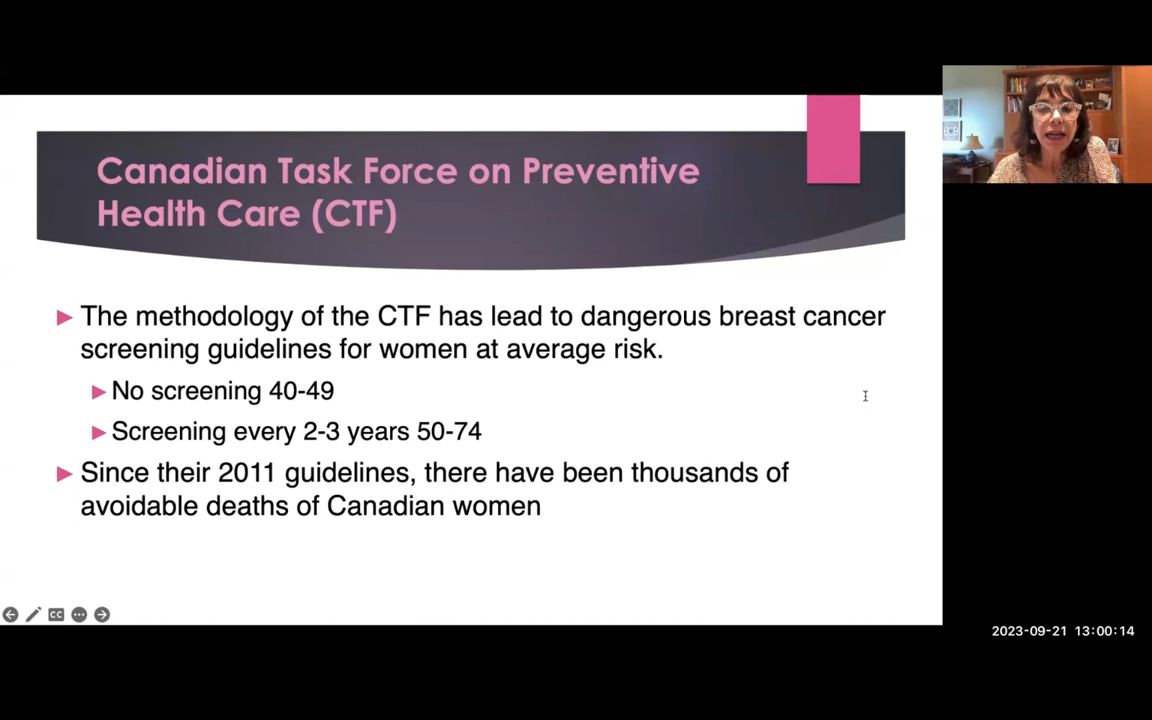 Canadian Task Force on Preventive
Health Care (CTF)
The methodology of the CTF has lead to dangerous breast cancer
screening guidelines for women at average risk.
No screening 40-49
Screening every 2-3 years 50-74
Since their 2011 guidelines, there have been thousands of
avoidable deaths of Canadian women
CC
2023-09-21 13:00:14